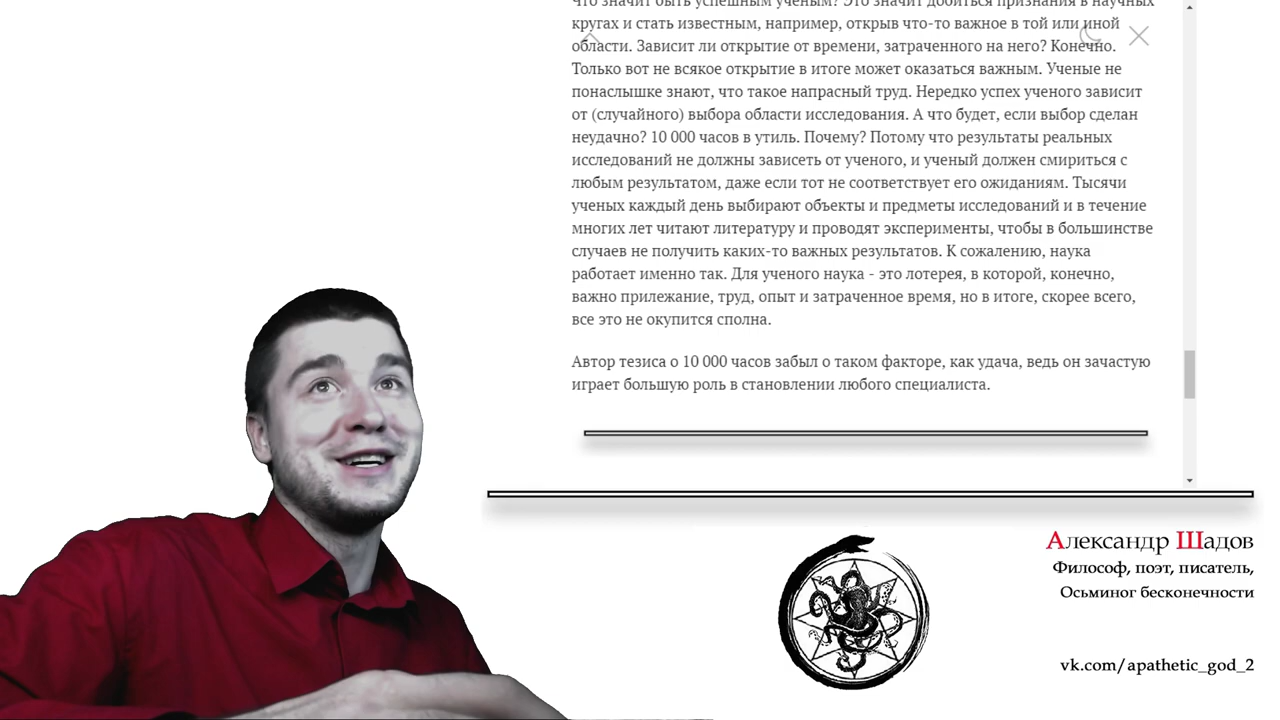 Что значит быть успешным ученым? Это значит добиться признания в научных
кругах и стать известным, например, открыв что-то важное в той или иной
области. Зависит ли открытие от времени, затраченного на него? Конечно.
Только вот не всякое открытие в итоге может оказаться важным. Ученые не
понаслышке знают, что такое напрасный труд. Нередко успех ученого зависит
от (случайного) выбора области исследования. А что будет, если выбор сделан
неудачно? 10 000 часов в утиль. Почему? Потому что результаты реальных
исследований не должны зависеть от ученого, и ученый должен смириться с
любым результатом, даже если тот не соответствует его ожиданиям. Тысячи
ученых каждый день выбирают объекты и предметы исследований и в течение
многих лет читают литературу и проводят эксперименты, чтобы в большинстве
случаев не получить каких-то важных результатов. К сожалению, наука
работает именно так. Для ученого наука - это лотерея, в которой, конечно,
важно прилежание, труд, опыт и затраченное время, но в итоге, скорее всего,
все это не окупится сполна.
Автор тезиса о 10 000 часов забыл о таком факторе, как удача, ведь он зачастую
играет большую роль в становлении любого специалиста.
Александр Шадов
Философ, поэт, писатель,
Осьминог бесконечности
vk.com/apathetic_god_2